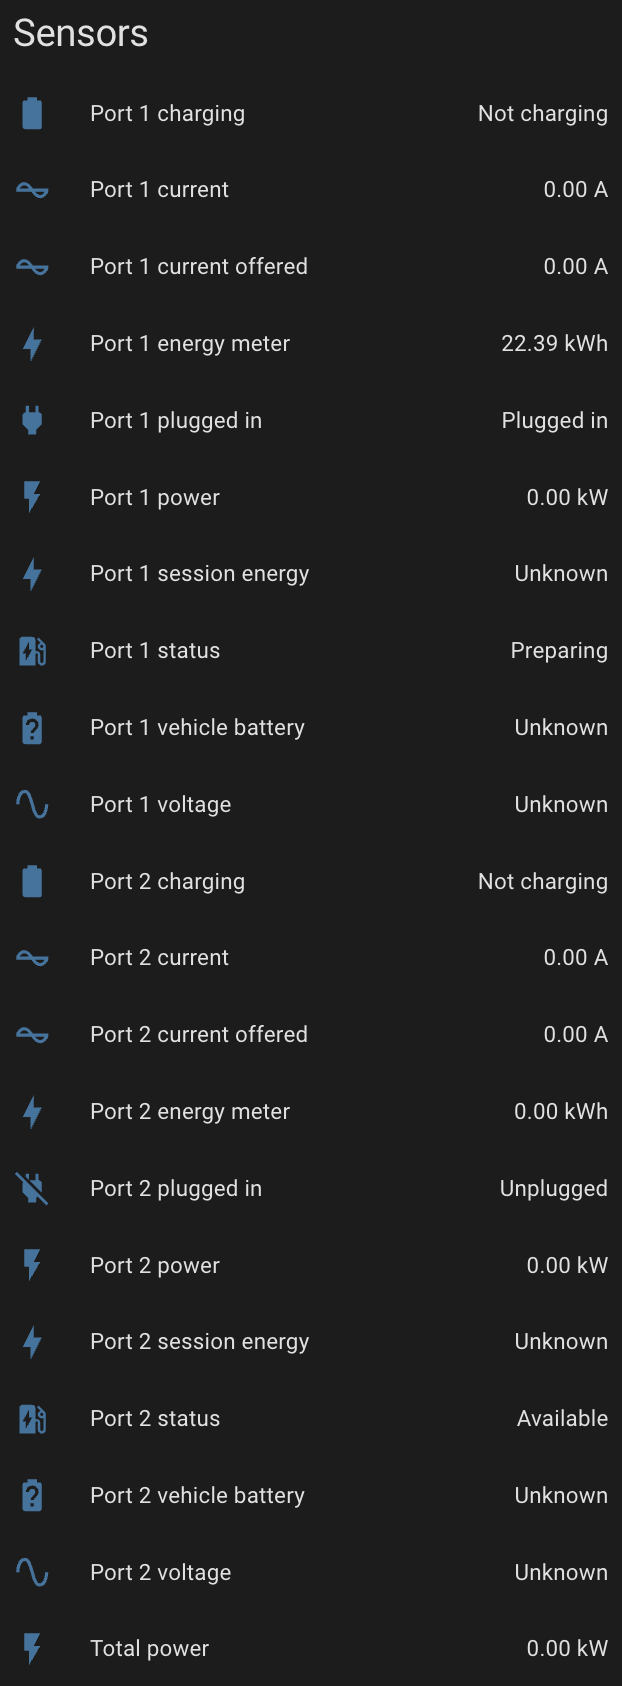 Sensors
Port 1 charging Not charging
Port 1 current 0.00 A
Port 1 current offered 0.00 A
Port 1 energy meter 22.39 kWh
Port 1 plugged in Plugged in
Port 1 power 0.00 kW
Port 1 session energy Unknown
Port 1 status Preparing
Port 1 vehicle battery Unknown
Port 1 voltage Unknown
Port 2 charging Not charging
Port 2 current 0.00 A
Port 2 current offered 0.00 A
Port 2 energy meter 0.00 kWh
Port 2 plugged in Unplugged
Port 2 power 0.00 kW
Port 2 session energy Unknown
Port 2 status Available
Port 2 vehicle battery Unknown
Port 2 voltage Unknown
Total power 0.00 kW